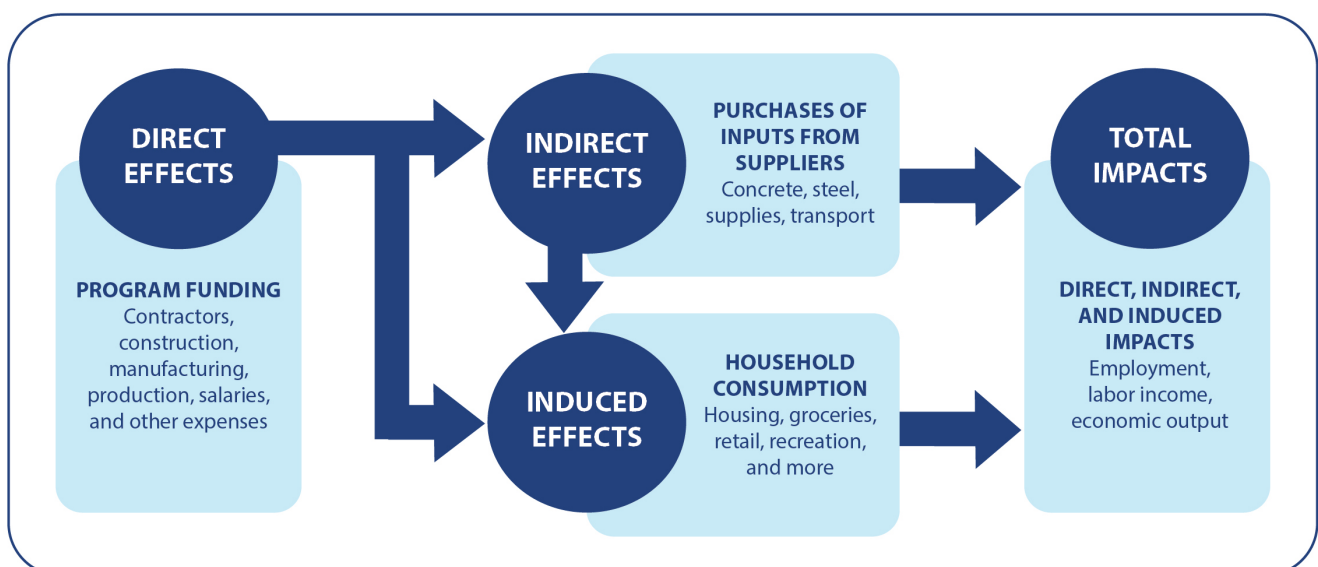 DIRECT
EFFECTS
PROGRAM FUNDING
Contractors,
construction,
manufacturing,
production, salaries,
and other expenses
INDIRECT
EFFECTS
PURCHASES OF
INPUTS FROM
SUPPLIERS
Concrete, steel,
supplies, transport
INDUCED
EFFECTS
HOUSEHOLD
CONSUMPTION
Housing, groceries,
retail, recreation,
and more
TOTAL
IMPACTS
DIRECT, INDIRECT,
AND INDUCED
IMPACTS
Employment,
labor income,
economic output